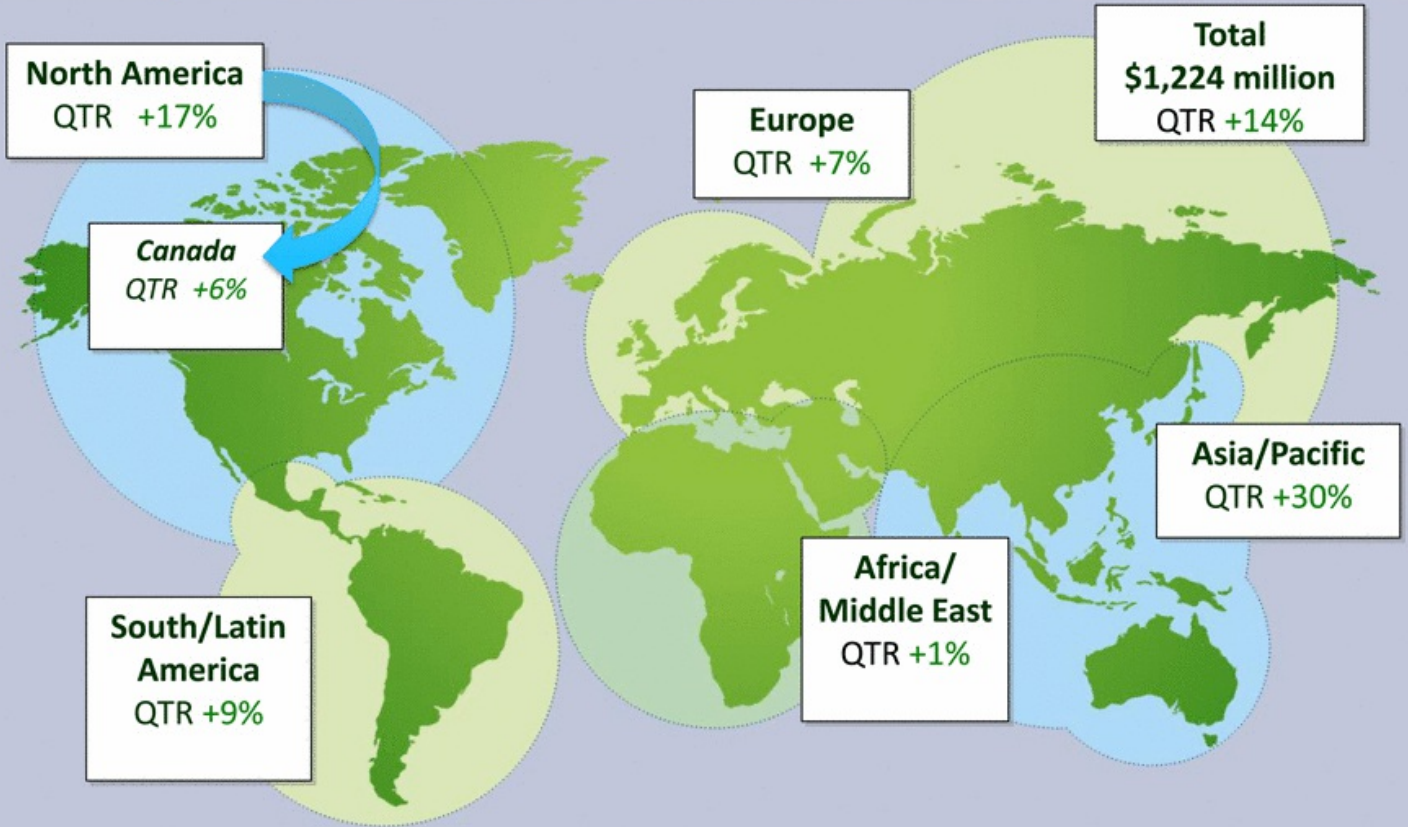 North America
QTR +17%
Canada
QTR +6%
South/Latin
America
QTR +9%
Europe
QTR +7%
Africa/
Middle East
QTR +1%
Total
$1,224 million
QTR +14%
Asia/Pacific
QTR +30%